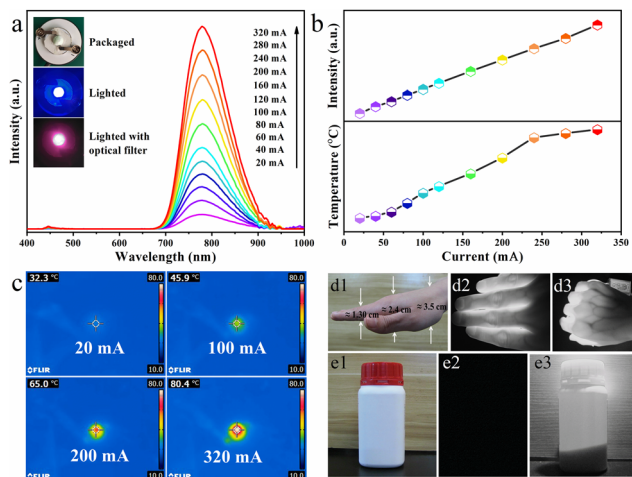 a
Packaged
Lighted
Lighted with
optical filter
320 mA
280 mA
240 mA
200 mA
160 mA
120 mA
100 mA
80 mA
60 mA
40 mA
20 mA
Intensity (a.u.)
400 500 600 700 800 900 1000
Wavelength (nm)
b
Intensity (a.u.)
Temperature (°C)
0 50 100 150 200 250 300 350
Current (mA)
c
32.3 °C 80.0
20 mA
FLIR 10.0
45.9 °C 80.0
100 mA
FLIR 10.0
65.0 °C 80.0
200 mA
FLIR 10.0
80.4 °C 80.0
320 mA
FLIR 10.0
d1
≈ 1.30 cm
≈ 2.4 cm
≈ 3.5 cm
d2
d3
e1
e2
e3